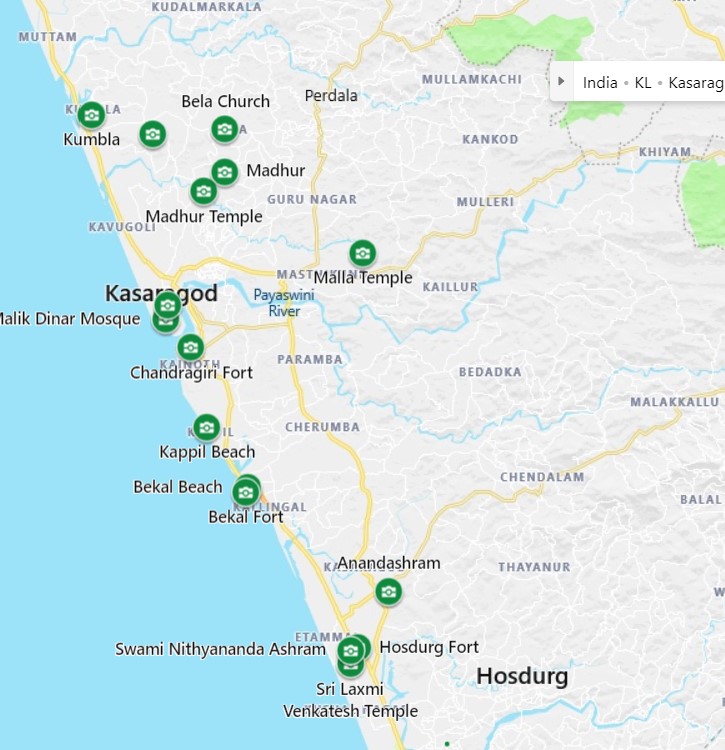 KUDALMARKALA
MUTTAM
MULLAMKACHI
India • KL • Kasarag
Bela Church
Perdala
Kumbla
KANKOD
KHIYAM
Madhur
GURU NAGAR
MULLERI
Madhur Temple
KAVUGOLI
Malla Temple
KAILLUR
Kasaragod
Payaswini
River
Malik Dinar Mosque
PARAMBA
Chandragiri Fort
BEDADKA
MALAKKALLU
CHERUMBA
Kappil Beach
CHENDALAM
Bekal Beach
BALAL
Bekal Fort
Anandashram
THAYANUR
Swami Nithyananda Ashram
Hosdurg Fort
Hosdurg
Sri Laxmi
Venkatesh Temple